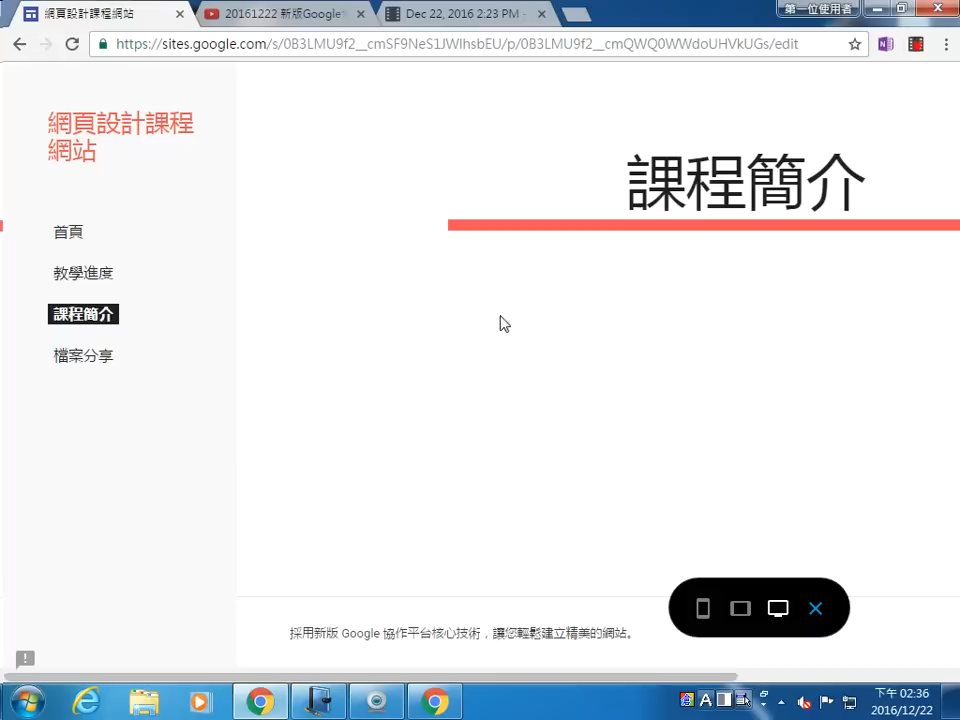 網頁設計課程網站
20161222 新版Google
Dec 22, 2016 2:23 PM -
第一位使用者
https://sites.google.com/s/0B3LMU9f2__cmSF9NeS1JWlhsbEU/p/0B3LMU9f2__cmQWQ0WWdoUHVkUGs/edit
網頁設計課程
網站
課程簡介
首頁
教學進度
課程簡介
檔案分享
採用新版 Google 協作平台核心技術，讓您輕鬆建立精美的網站。
下午 02:36
2016/12/22